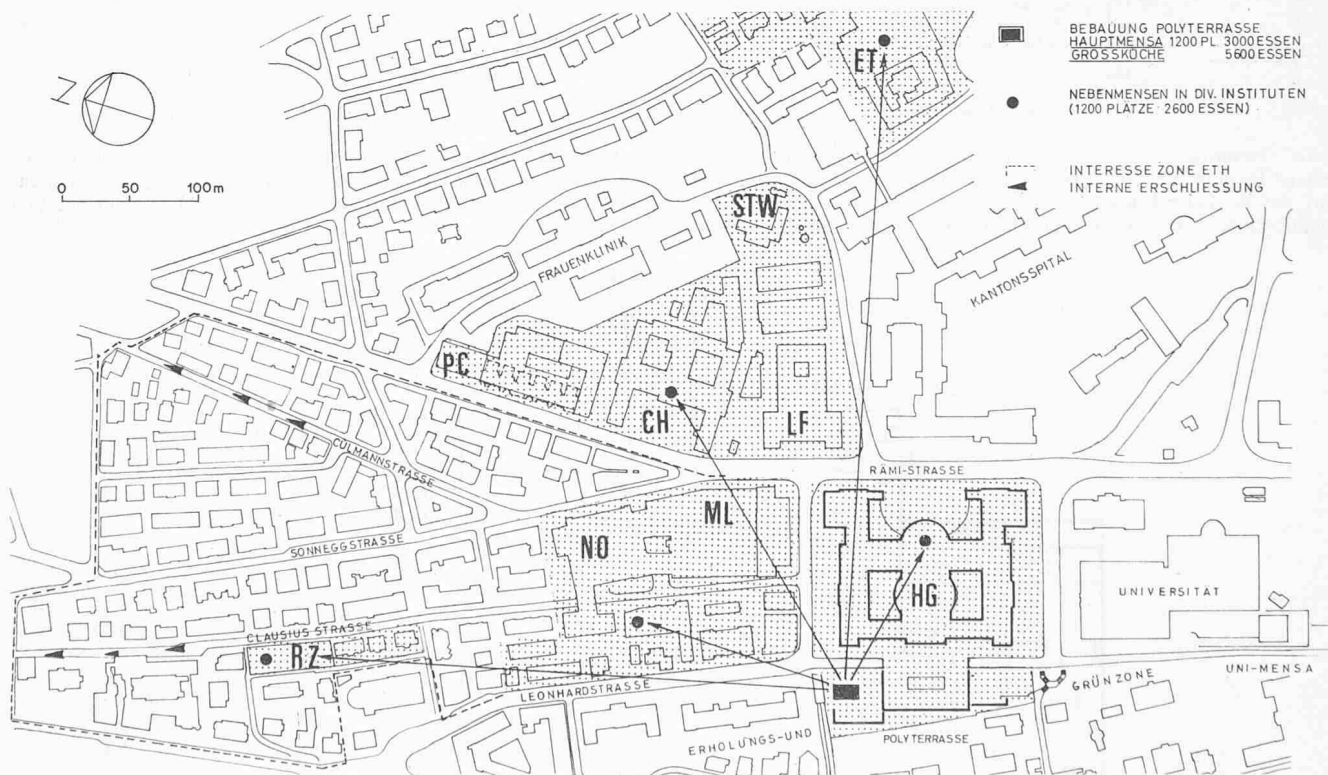 BEBAUUNG POLYTERRASSE
HAUPTMENSA 1200 PL. 3000 ESSEN
GROSSKÖCHE 5600 ESSEN
NEBENMENSEN IN DIV. INSTITUTEN
(1200 PLÄTZE 2600 ESSEN)
INTERESSE ZONE ETH
INTERNE ERSCHLIESSUNG
N
0 50 100 m
ET
STW
FRAUENKLINIK
KANTONSSPITAL
PC
CH
LF
CULMANNSTRASSE
RÄMI-STRASSE
ML
NO
SONNEGGSTRASSE
HG
UNIVERSITÄT
CLAUSIUS STRASSE
RZ
LEONHARDSTRASSE
GRÜNZONE
UNI-MENSA
ERHOLUNGS-UND
POLYTERRASSE